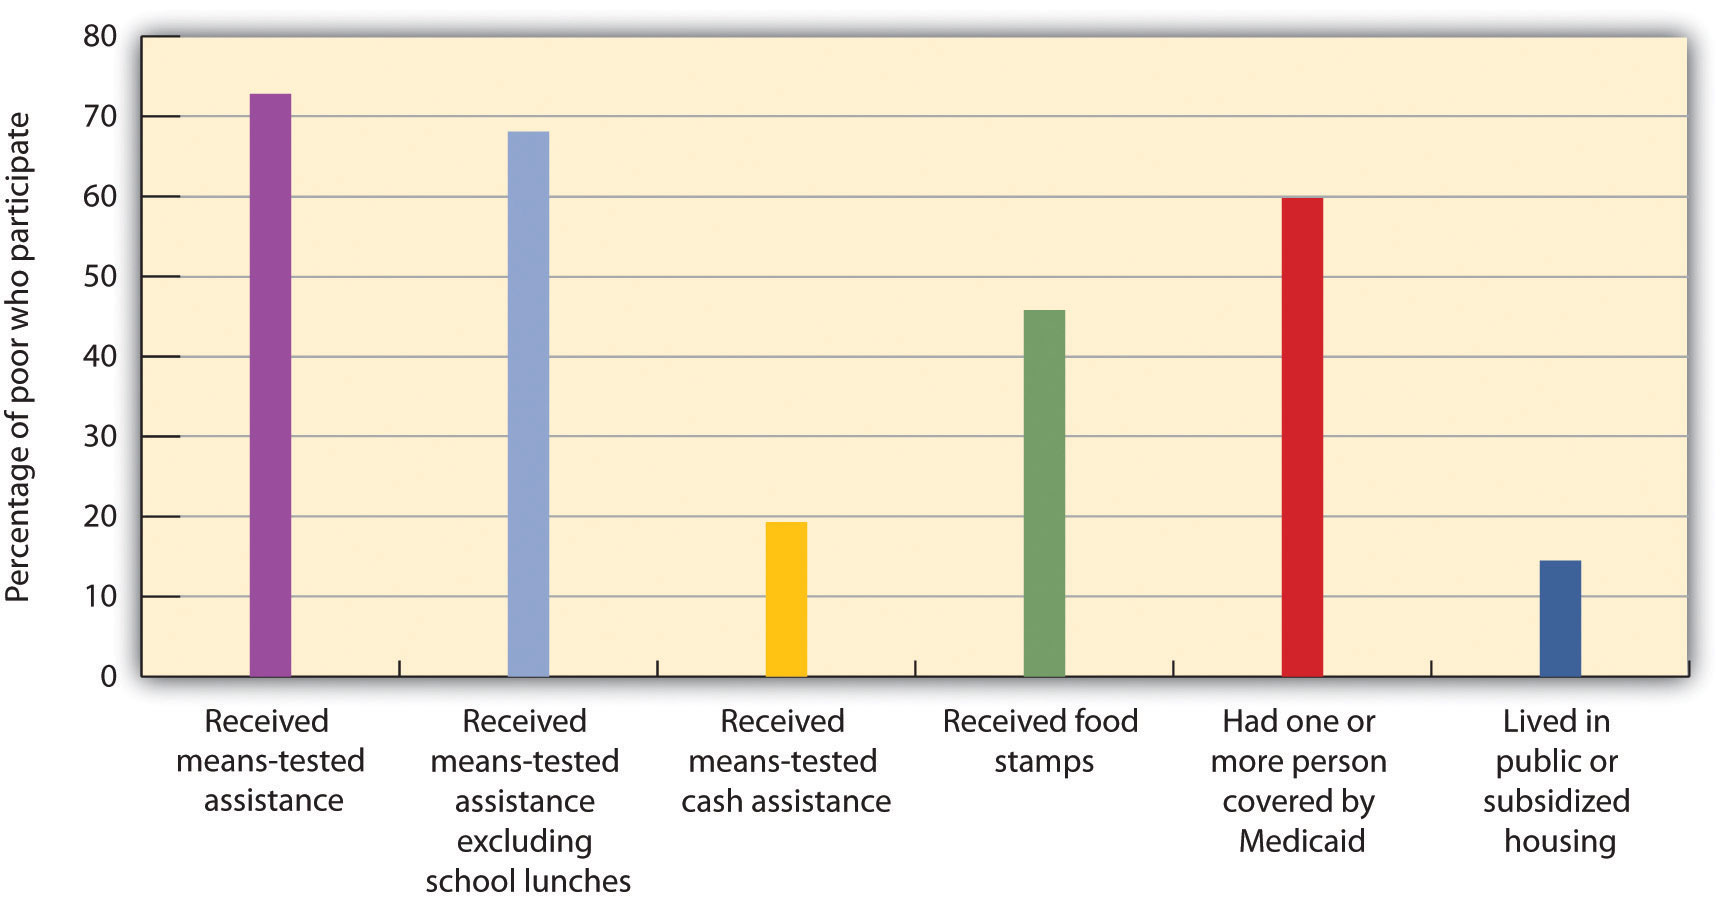 Percentage of poor who participate
80
70
60
50
40
30
20
10
0
Received
means-tested
assistance
Received
means-tested
assistance
excluding
school lunches
Received
means-tested
cash assistance
Received food
stamps
Had one or
more person
covered by
Medicaid
Lived in
public or
subsidized
housing